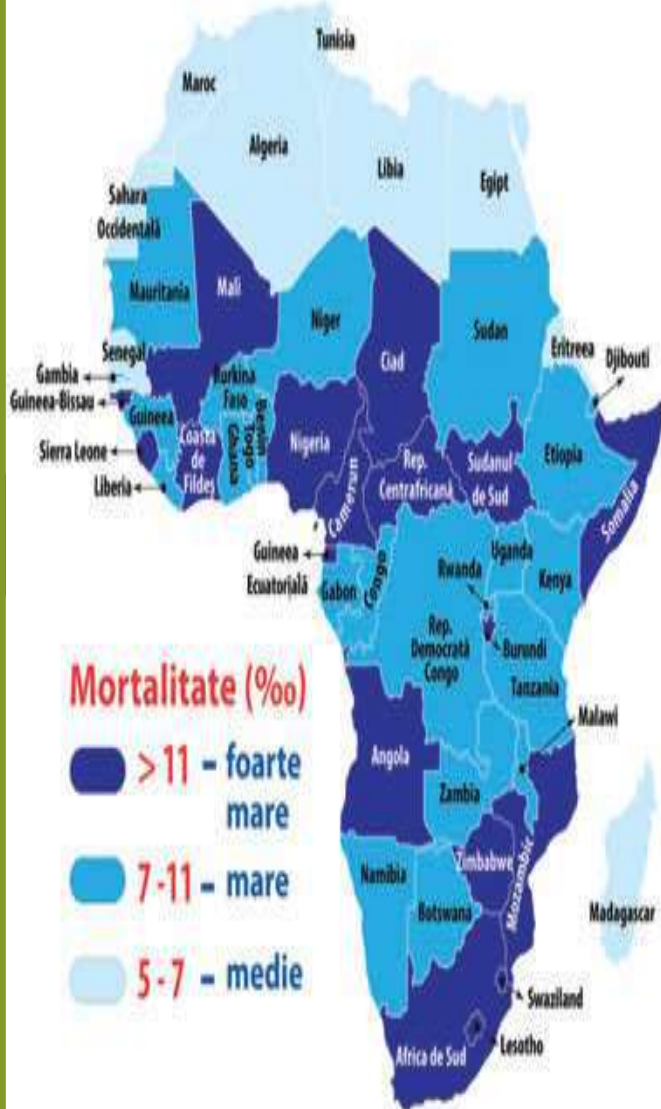 Tunisia
Maroc
Algeria
Libia
Egipt
Sahara
Occidentală
Mauritania
Mali
Niger
Ciad
Sudan
Eritreea
Djibouti
Senegal
Gambia
Guineea-Bissau
Guineea
Burkina
Faso
Benin
Togo
Ghana
Coasta
de
Fildeș
Sierra Leone
Liberia
Nigeria
Camerun
Rep.
Centrafricană
Sudanul
de Sud
Etiopia
Somalia
Guineea
Ecuatorială
Gabon
Congo
Rep.
Democrată
Congo
Uganda
Rwanda
Kenya
Burundi
Tanzania
Malawi
Angola
Zambia
Zimbabwe
Mozambic
Namibia
Botswana
Madagascar
Swaziland
Lesotho
Africa de Sud
Mortalitate (‰)
> 11 - foarte
mare
7 -11 - mare
5 - 7 - medie